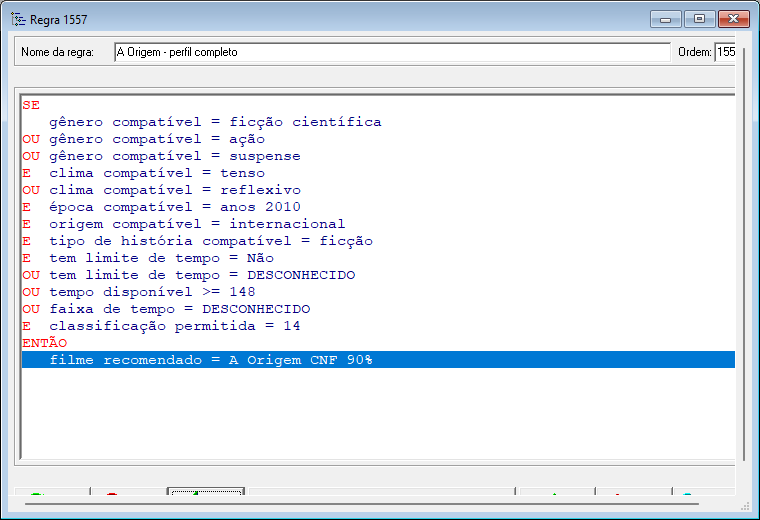 Regra 1557
Nome da regra: A Origem - perfil completo Ordem: 155
SE
gênero compatível = ficção científica
OU gênero compatível = ação
OU gênero compatível = suspense
E clima compatível = tenso
OU clima compatível = reflexivo
E época compatível = anos 2010
E origem compatível = internacional
E tipo de história compatível = ficção
E tem limite de tempo = Não
OU tem limite de tempo = DESCONHECIDO
OU tempo disponível >= 148
OU faixa de tempo = DESCONHECIDO
E classificação permitida = 14
ENTÃO
filme recomendado = A Origem CNF 90%